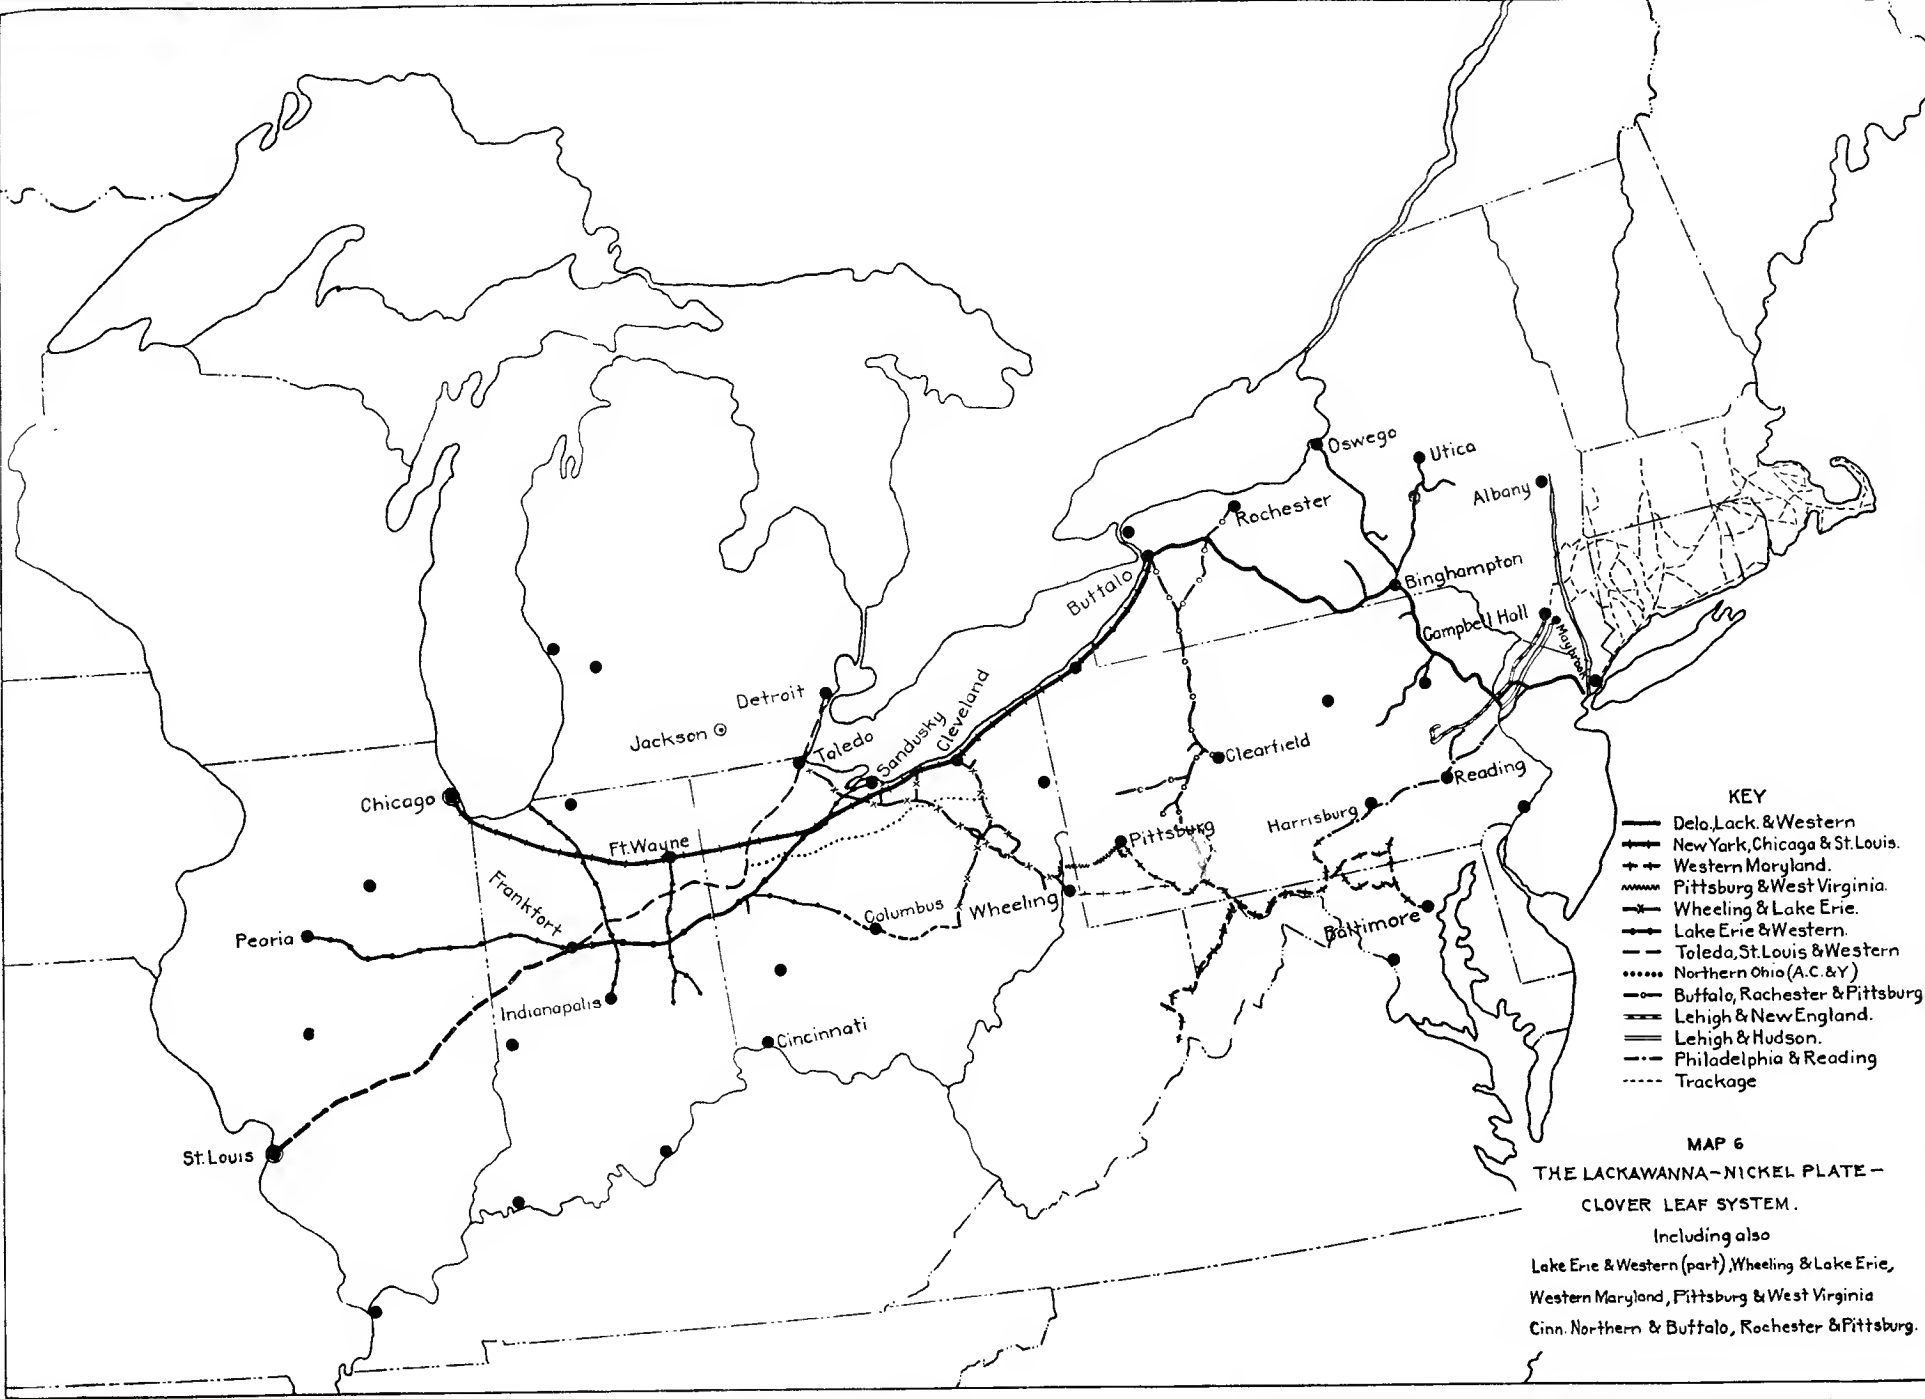 Oswego
Utica
Albany
Rochester
Binghampton
Buffalo
Campbell Hall
Maybrook
Detroit
Jackson
Toledo
Sandusky
Cleveland
Clearfield
Chicago
Reading
Harrisburg
Ft. Wayne
Pittsburg
Frankfort
Columbus
Wheeling
Peoria
Baltimore
Indianapolis
Cincinnati
St. Louis
KEY
Dela., Lack. & Western
New York, Chicago & St. Louis.
Western Maryland.
Pittsburg & West Virginia.
Wheeling & Lake Erie.
Lake Erie & Western.
Toledo, St. Louis & Western
Northern Ohio (A.C. & Y)
Buffalo, Rochester & Pittsburg
Lehigh & New England.
Lehigh & Hudson.
Philadelphia & Reading
Trackage
MAP 6
THE LACKAWANNA-NICKEL PLATE-
CLOVER LEAF SYSTEM.
Including also
Lake Erie & Western (part), Wheeling & Lake Erie,
Western Maryland, Pittsburg & West Virginia
Cinn. Northern & Buffalo, Rochester & Pittsburg.